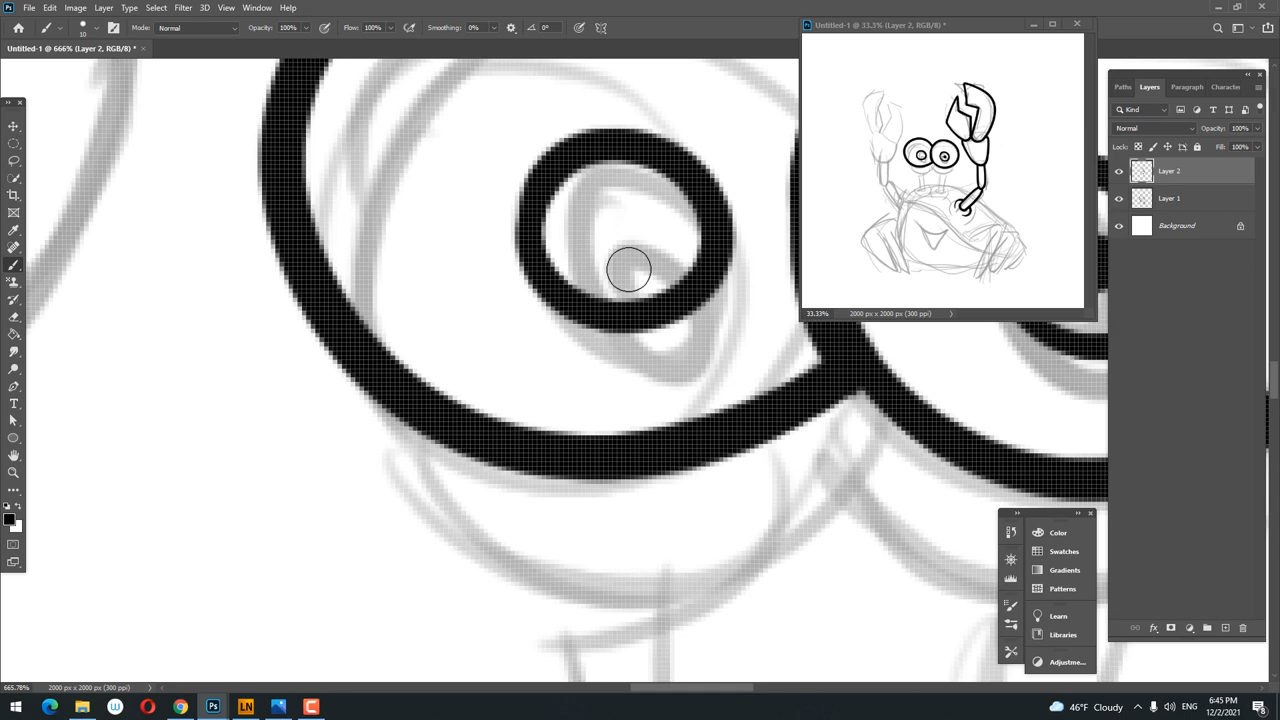 File Edit Image Layer Type Select Filter 3D View Window Help
10 Mode: Normal Opacity: 100% Flow: 100% Smoothing: 0% 0°
Untitled-1 @ 666% (Layer 2, RGB/8) *
Untitled-1 @ 33.3% (Layer 2, RGB/8) *
33.33% 2000 px x 2000 px (300 ppi)
Paths Layers Paragraph Character
Kind
Normal Opacity: 100%
Lock: Fill: 100%
Layer 2
Layer 1
Background
Color
Swatches
Gradients
Patterns
Learn
Libraries
Adjustme...
665.78% 2000 px x 2000 px (300 ppi)
46°F Cloudy ENG 6:45 PM
12/2/2021